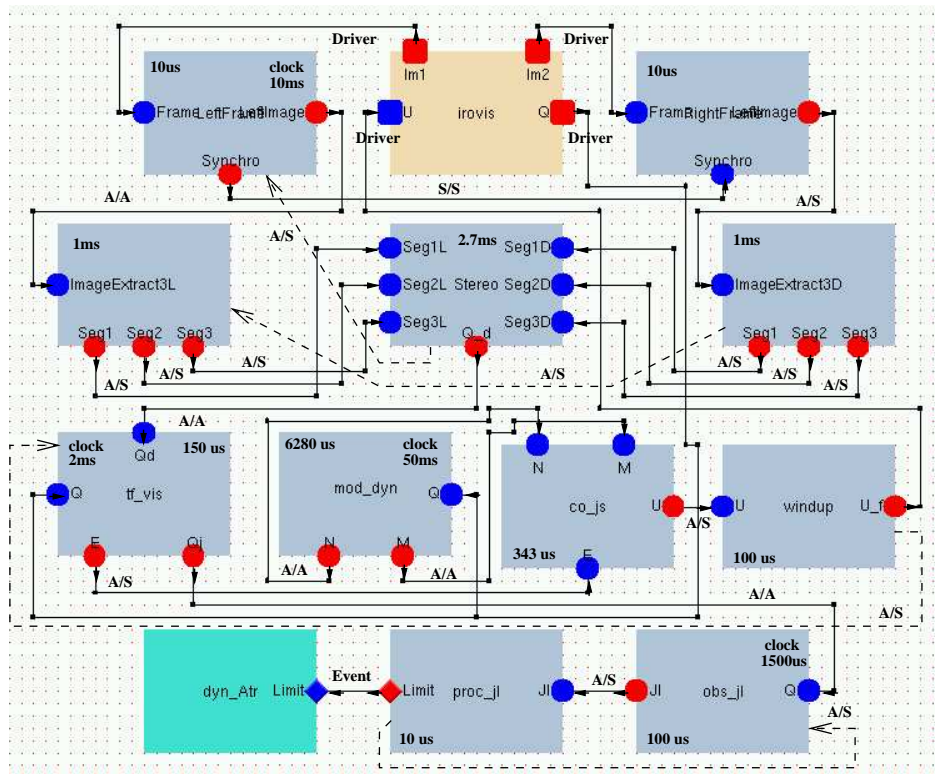 Driver
Driver
10us
clock
10ms
Im1
Im2
10us
Frame
LeftFrame
LeftImage
U
irovis
Q
Frame
RightFrame
LeftImage
Driver
Driver
Synchro
Synchro
A/A
S/S
A/S
A/S
1ms
2.7ms
1ms
Seg1L
Seg1D
ImageExtract3L
Seg2L
Stereo
Seg2D
ImageExtract3D
Seg3L
Seg3D
Seg1
Seg2
Seg3
Q_d
Seg1
Seg2
Seg3
A/S
A/S
A/S
A/S
A/S
A/S
A/A
clock
2ms
150 us
6280 us
clock
50ms
Qd
N
M
Q
tf_vis
mod_dyn
Q
co_js
U
U
windup
U_f
A/S
E
Qj
N
M
343 us
E
100 us
A/S
A/A
A/A
A/A
A/S
clock
1500us
dyn_Atr
Limit
Event
Limit
proc_jl
Jl
A/S
Jl
obs_jl
Q
A/S
10 us
100 us